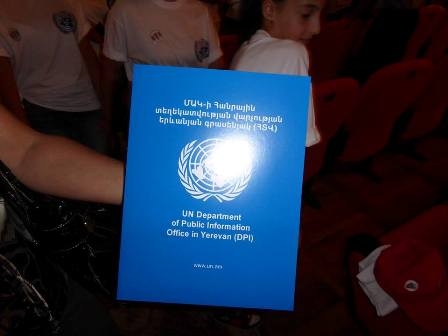 ՄԱԿ-ի Հանրային
տեղեկատվության վարչության
երևանյան գրասենյակ (ՀՏՎ)
UN Department
of Public Information
Office in Yerevan (DPI)
www.un.am